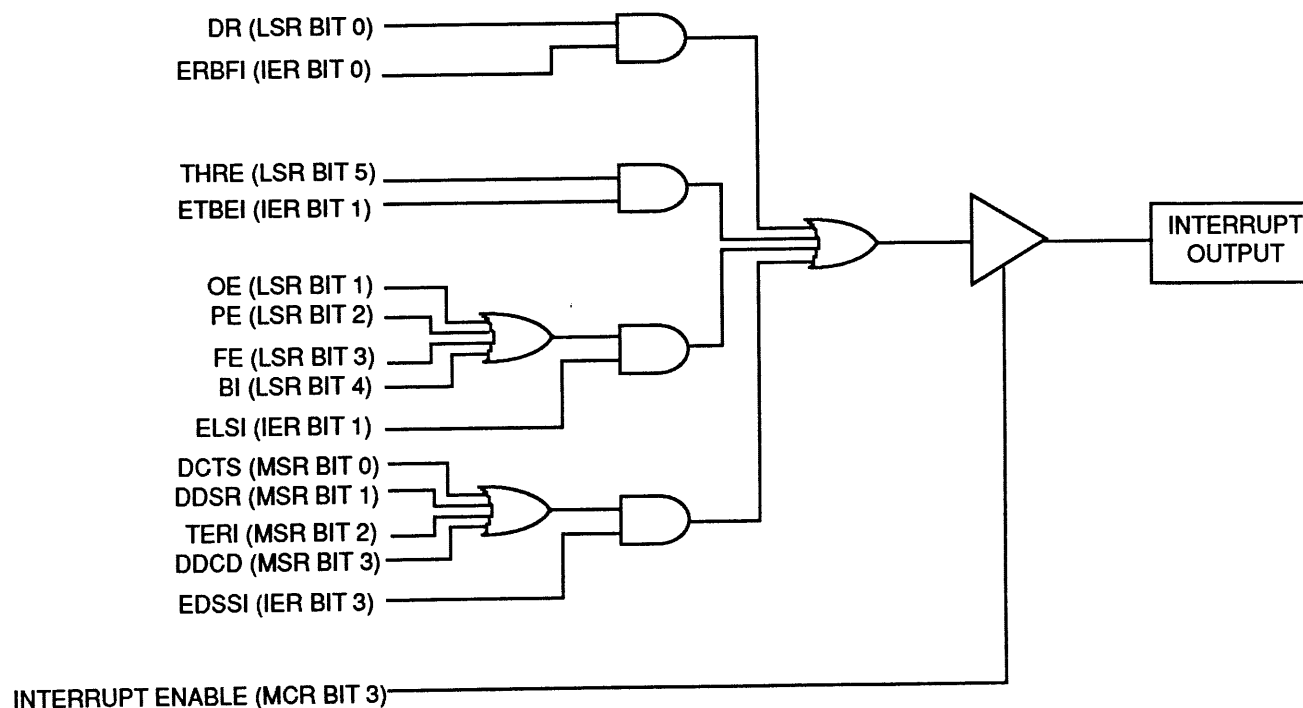 DR (LSR BIT 0)
ERBFI (IER BIT 0)
THRE (LSR BIT 5)
ETBEI (IER BIT 1)
OE (LSR BIT 1)
PE (LSR BIT 2)
FE (LSR BIT 3)
BI (LSR BIT 4)
ELSI (IER BIT 1)
DCTS (MSR BIT 0)
DDSR (MSR BIT 1)
TERI (MSR BIT 2)
DDCD (MSR BIT 3)
EDSSI (IER BIT 3)
INTERRUPT ENABLE (MCR BIT 3)
INTERRUPT
OUTPUT